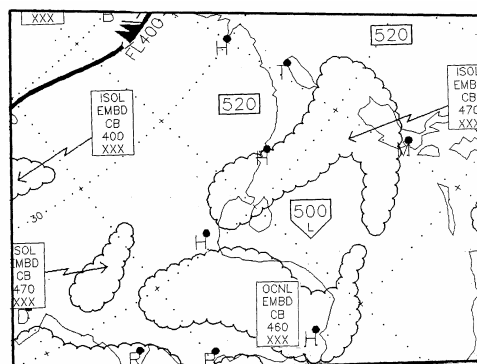 XXX
B
FL400
H
T
520
520
ISOL
EMBD
CB
400
XXX
ISOL
EMBD
CB
470
XXX
H
M
30
500
L
H
SOL
EMBD
CB
470
XXX
OCNL
EMBD
CB
460
XXX
H